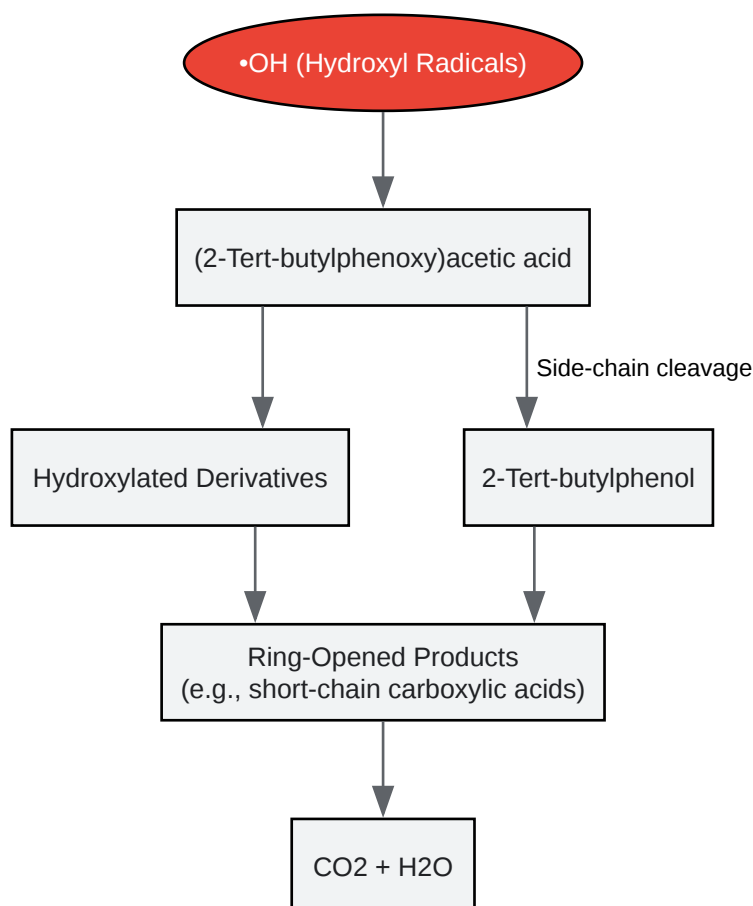 •OH (Hydroxyl Radicals)
(2-Tert-butylphenoxy)acetic acid
Side-chain cleavage
Hydroxylated Derivatives
2-Tert-butylphenol
Ring-Opened Products
(e.g., short-chain carboxylic acids)
CO2 + H2O